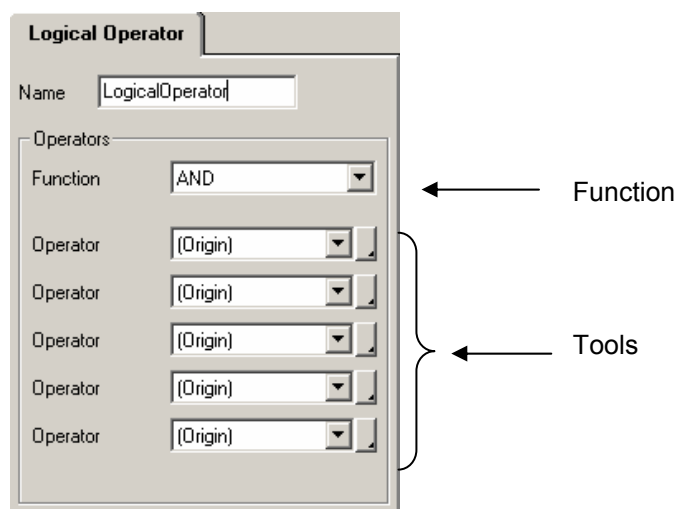 Logical Operator
Name LogicalOperator
Operators
Function AND
Function
Operator (Origin)
Operator (Origin)
Operator (Origin)
Tools
Operator (Origin)
Operator (Origin)